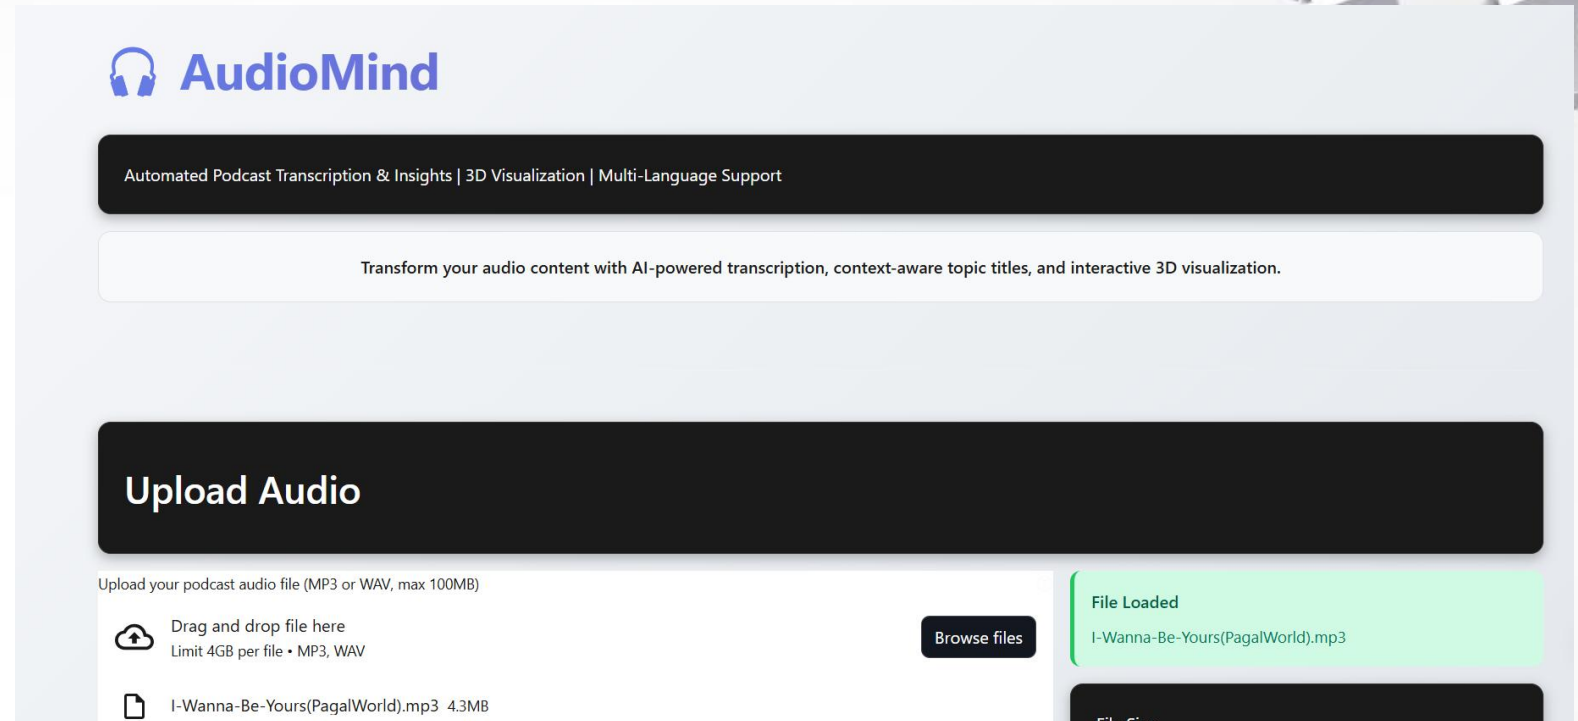 AudioMind
Automated Podcast Transcription & Insights | 3D Visualization | Multi-Language Support
Transform your audio content with AI-powered transcription, context-aware topic titles, and interactive 3D visualization.
Upload Audio
Upload your podcast audio file (MP3 or WAV, max 100MB)
Drag and drop file here
Limit 4GB per file • MP3, WAV
Browse files
I-Wanna-Be-Yours(PagalWorld).mp3 4.3MB
File Loaded
I-Wanna-Be-Yours(PagalWorld).mp3